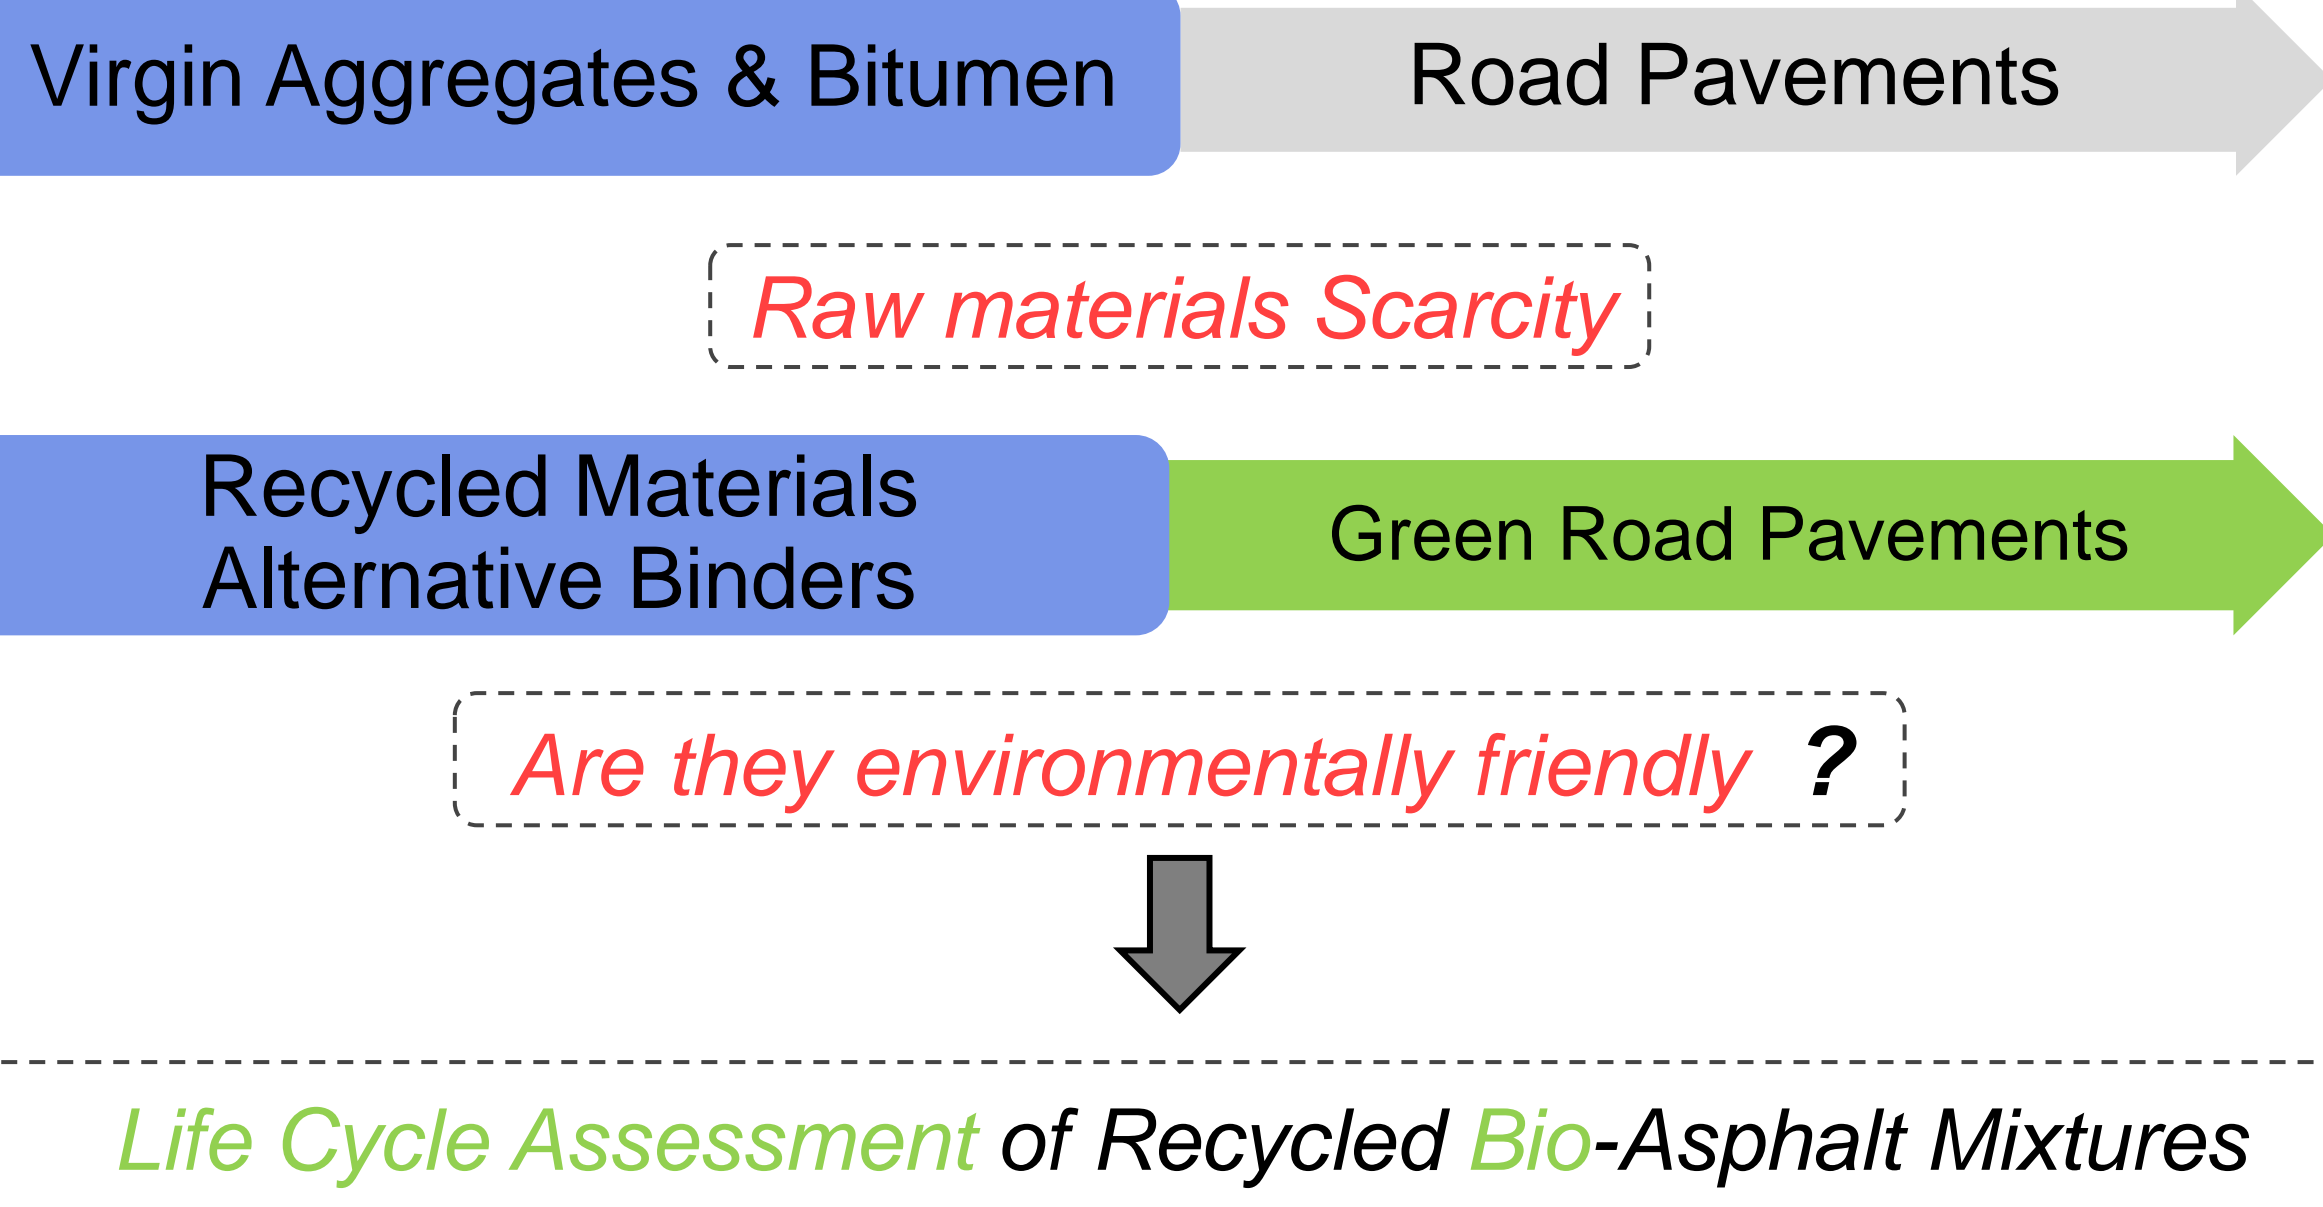 Virgin Aggregates & Bitumen
Road Pavements
Raw materials Scarcity
Recycled Materials
Alternative Binders
Green Road Pavements
Are they environmentally friendly ?
Life Cycle Assessment of Recycled Bio-Asphalt Mixtures